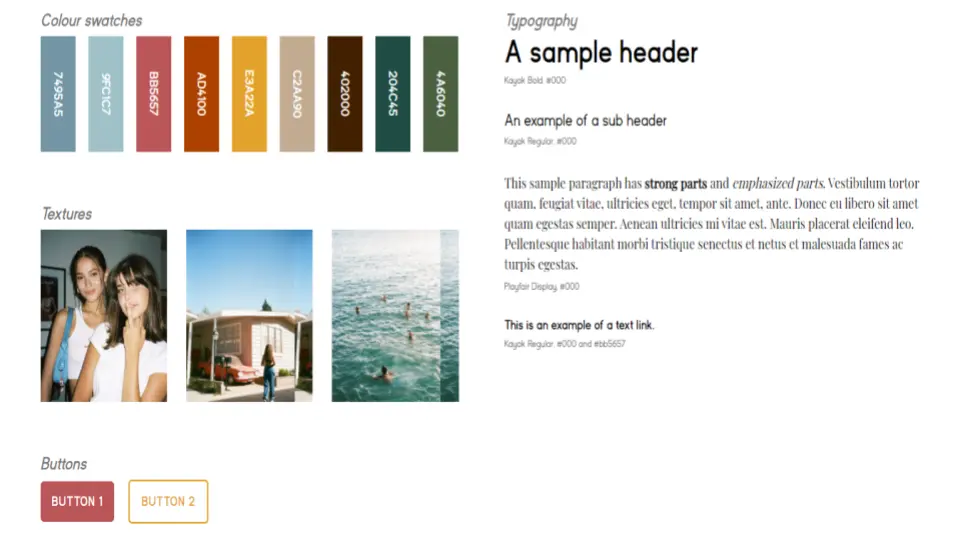 Colour swatches
7495A5
9FC1C7
BB5657
AD4100
E3A22A
C2AA90
402000
204C45
4A6040
Textures
Buttons
BUTTON 1
BUTTON 2
Typography
A sample header
Kayak Bold, #000
An example of a sub header
Kayak Regular, #000
This sample paragraph has strong parts and emphasized parts. Vestibulum tortor
quam, feugiat vitae, ultricies eget, tempor sit amet, ante. Donec eu libero sit amet
quam egestas semper. Aenean ultricies mi vitae est. Mauris placerat eleifend leo.
Pellentesque habitant morbi tristique senectus et netus et malesuada fames ac
turpis egestas.
Playfair Display, #000
This is an example of a text link.
Kayak Regular, #000 and #bb5657